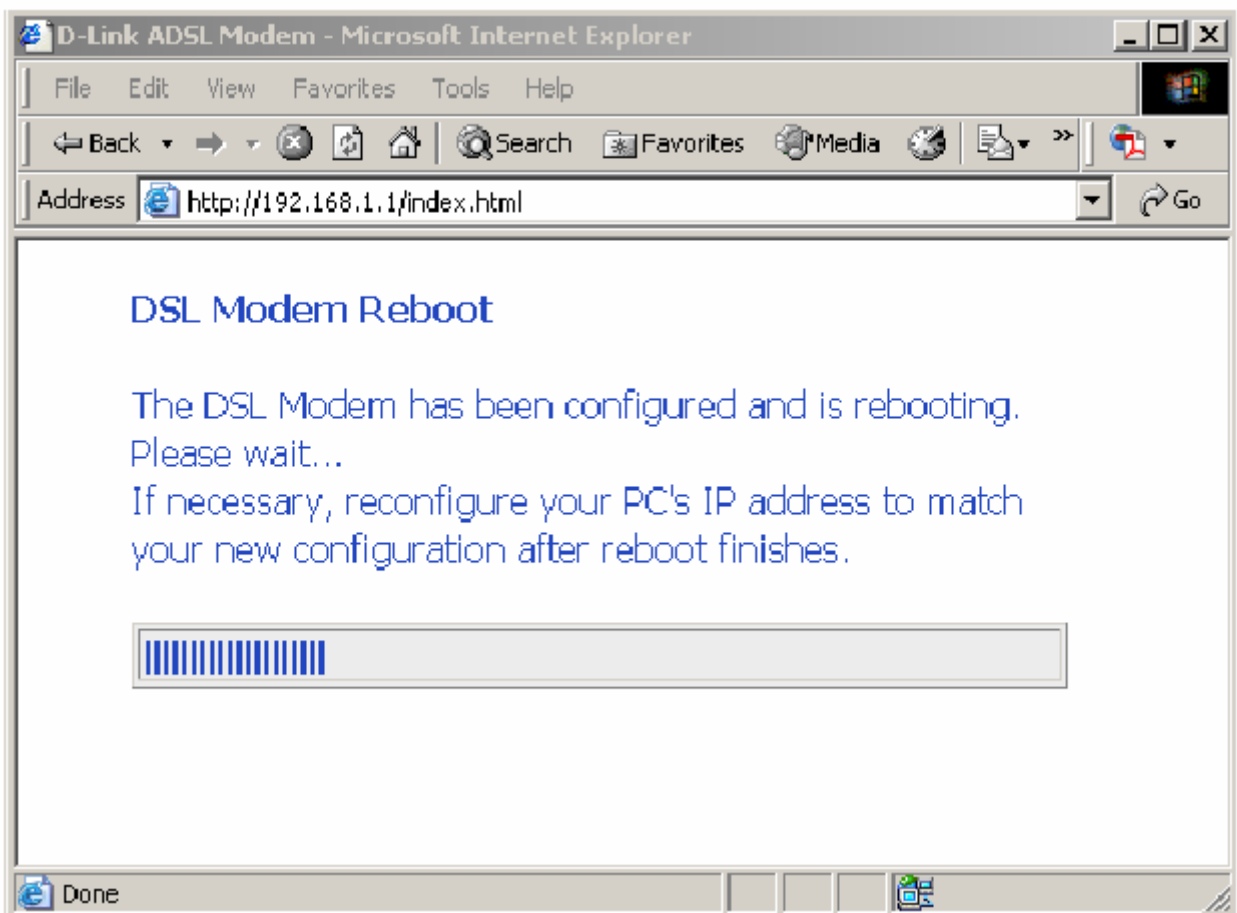 D-Link ADSL Modem - Microsoft Internet Explorer
File Edit View Favorites Tools Help
Back Search Favorites Media »
Address http://192.168.1.1/index.html Go
DSL Modem Reboot
The DSL Modem has been configured and is rebooting.
Please wait...
If necessary, reconfigure your PC's IP address to match
your new configuration after reboot finishes.
Done